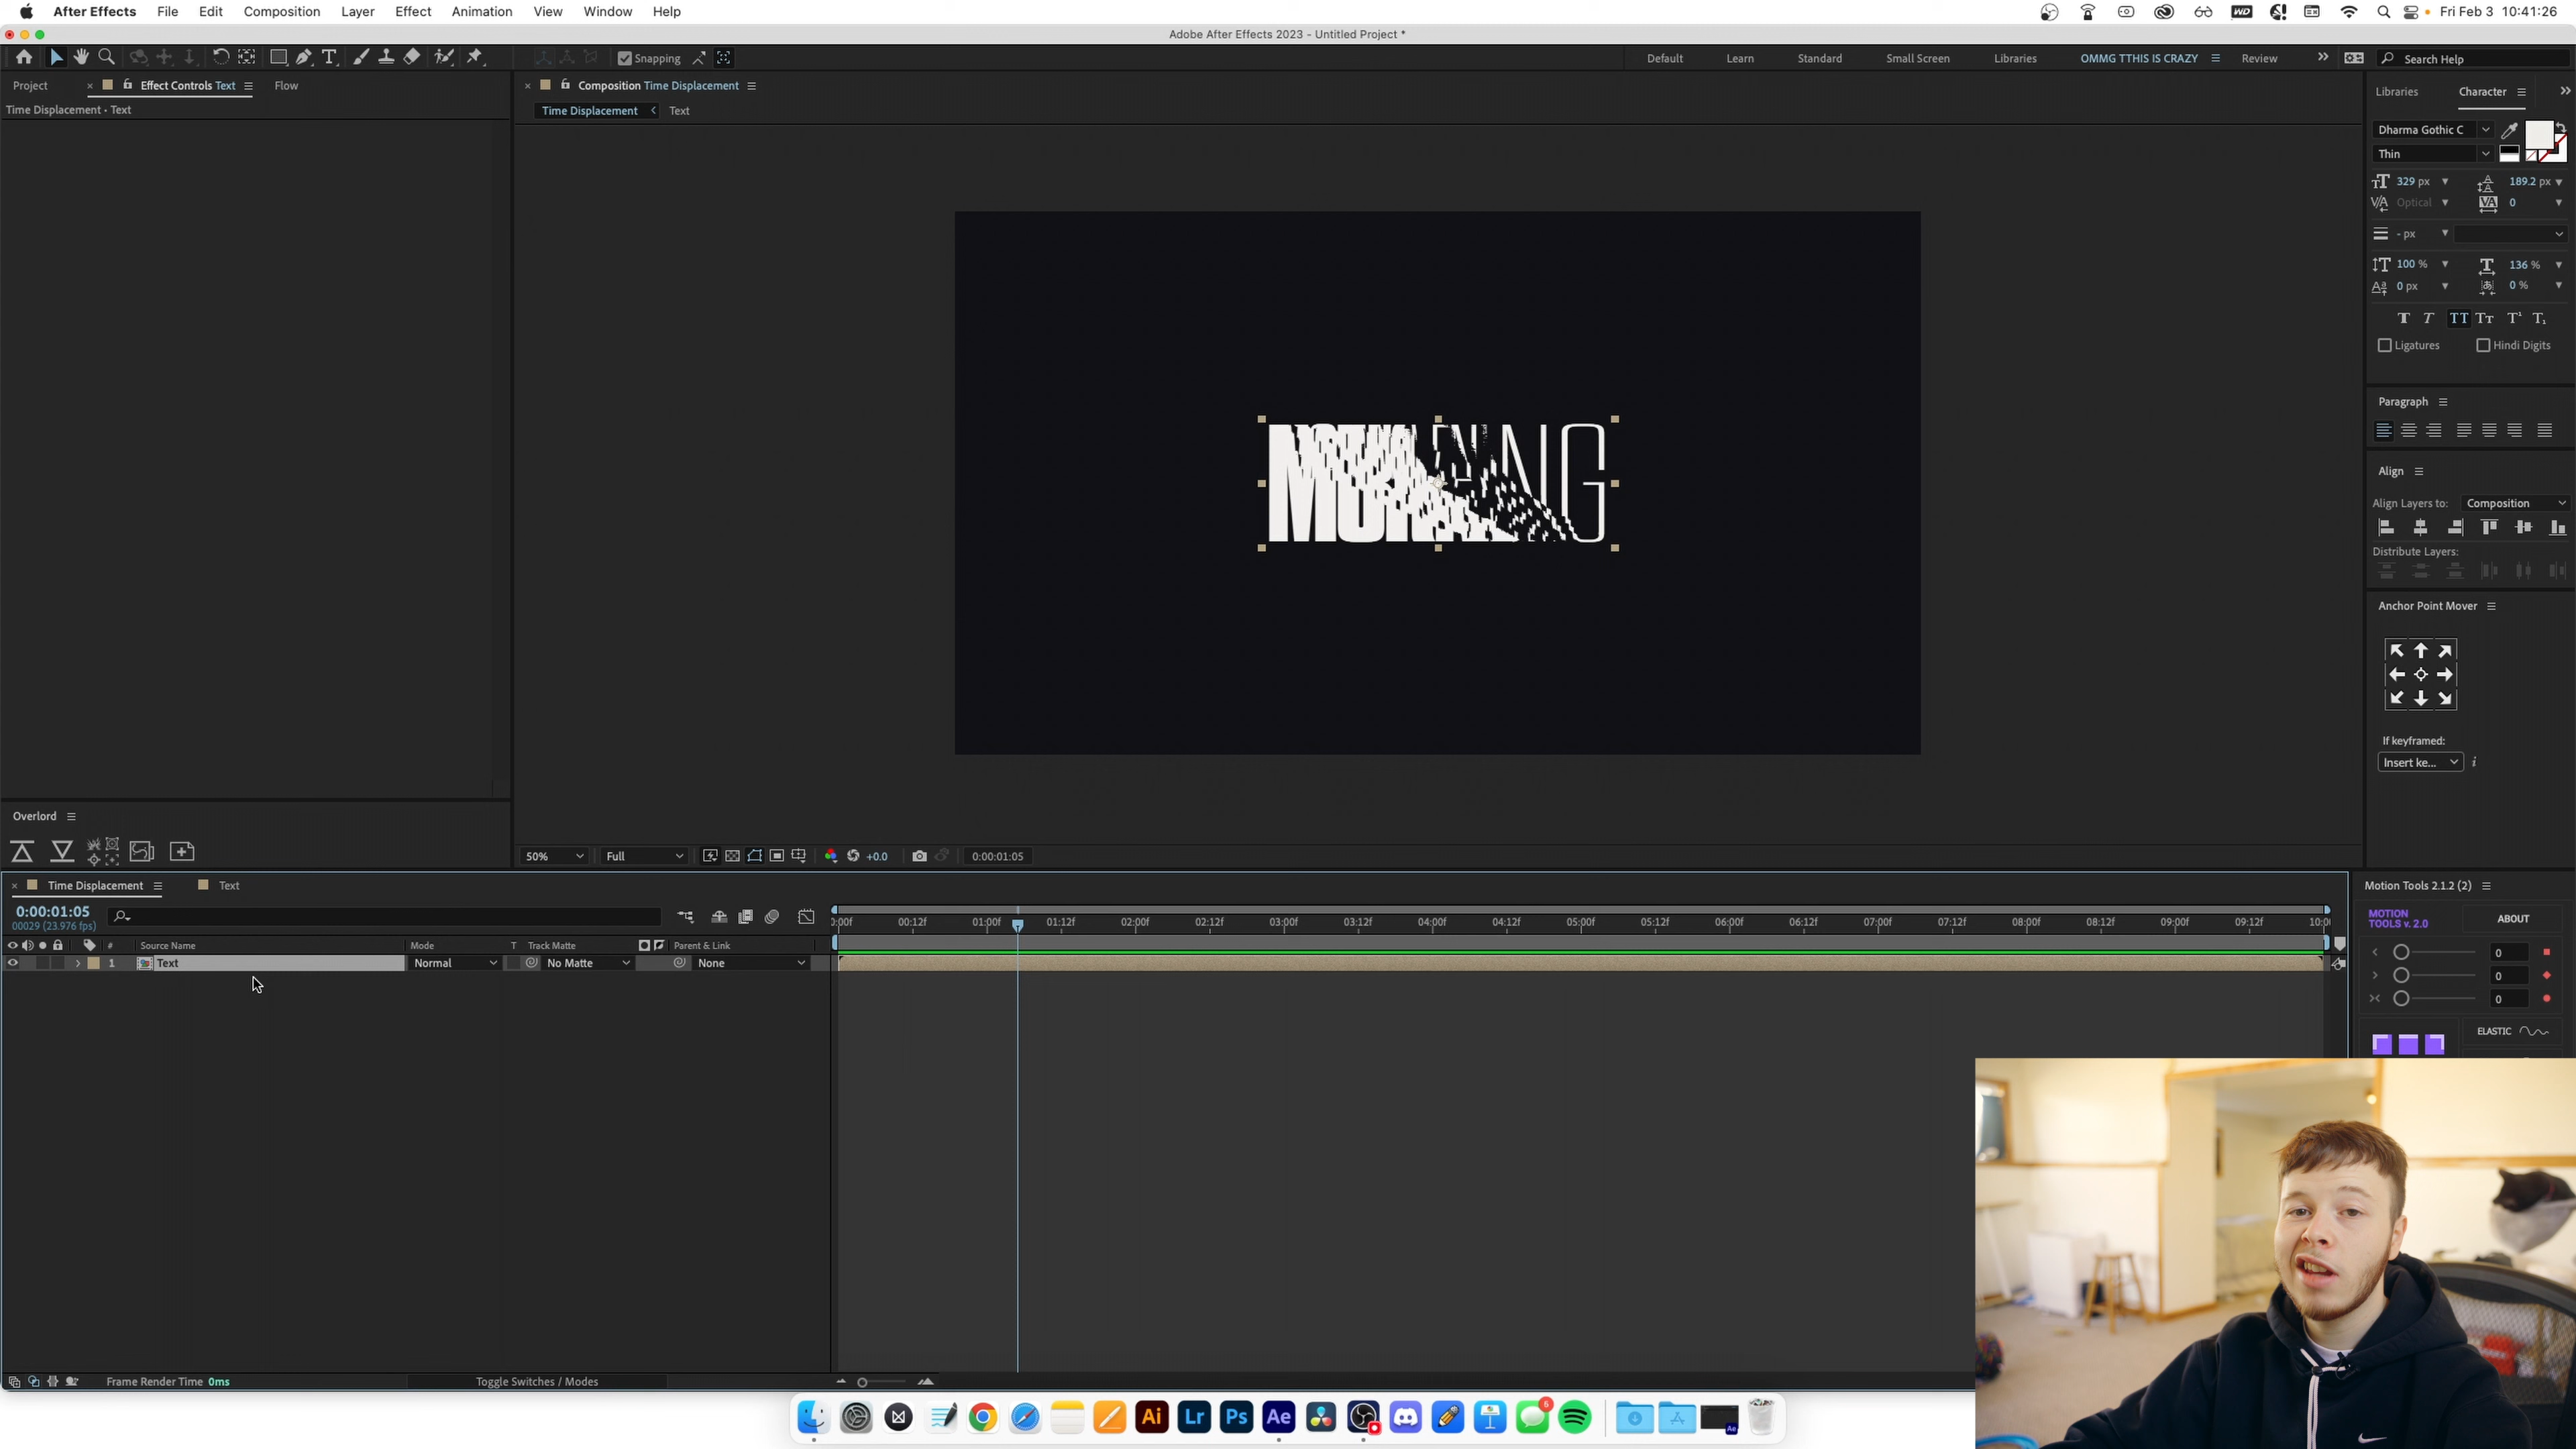 After Effects File Edit Composition Layer Effect Animation View Window Help
WD
Fri Feb 3 10:41:26
Adobe After Effects 2023 - Untitled Project *
Snapping
Default Learn Standard Small Screen Libraries OMMG TTHIS IS CRAZY Review
Search Help
Project Effect Controls Text Flow
Time Displacement • Text
Composition Time Displacement
Time Displacement Text
Libraries Character
Dharma Gothic C
Thin
329 px 189.2 px
Optical 0
- px
100 % 136 %
0 px 0 %
Ligatures Hindi Digits
Paragraph
Align
Align Layers to: Composition
Distribute Layers:
Anchor Point Mover
If keyframed:
Insert ke...
Overlord
50% Full +0.0 0:00:01:05
Time Displacement Text
0:00:01:05
00029 (23.976 fps)
:00f 00:12f 01:00f 01:12f 02:00f 02:12f 03:00f 03:12f 04:00f 04:12f 05:00f 05:12f 06:00f 06:12f 07:00f 07:12f 08:00f 08:12f 09:00f 09:12f 10:0
# Source Name Mode T Track Matte Parent & Link
1 Text Normal No Matte None
Motion Tools 2.1.2 (2)
MOTION
TOOLS v. 2.0
ABOUT
0
0
0
ELASTIC
Frame Render Time 0ms Toggle Switches / Modes
Ai Lr Ps Ae
6
Ae